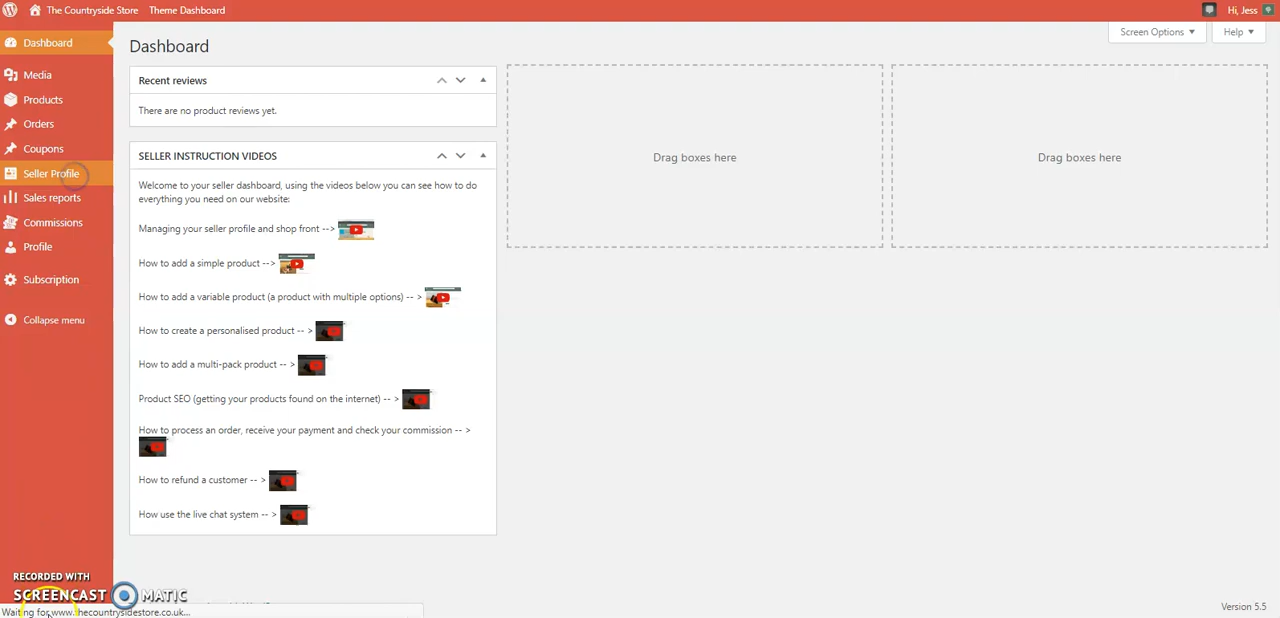 The Countryside Store
Theme Dashboard
Hi, Jess
Screen Options ▼
Help ▼
Dashboard
Media
Products
Orders
Coupons
Seller Profile
Sales reports
Commissions
Profile
Subscription
Collapse menu
Dashboard
Recent reviews
There are no product reviews yet.
SELLER INSTRUCTION VIDEOS
Welcome to your seller dashboard, using the videos below you can see how to do
everything you need on our website:
Managing your seller profile and shop front -->
How to add a simple product -->
How to add a variable product (a product with multiple options) -- >
How to create a personalised product -- >
How to add a multi-pack product -- >
Product SEO (getting your products found on the internet) -- >
How to process an order, receive your payment and check your commission -- >
How to refund a customer -- >
How use the live chat system -- >
Drag boxes here
Drag boxes here
RECORDED WITH
SCREENCAST MATIC
Waiting for www.thecountrysidestore.co.uk...
Version 5.5